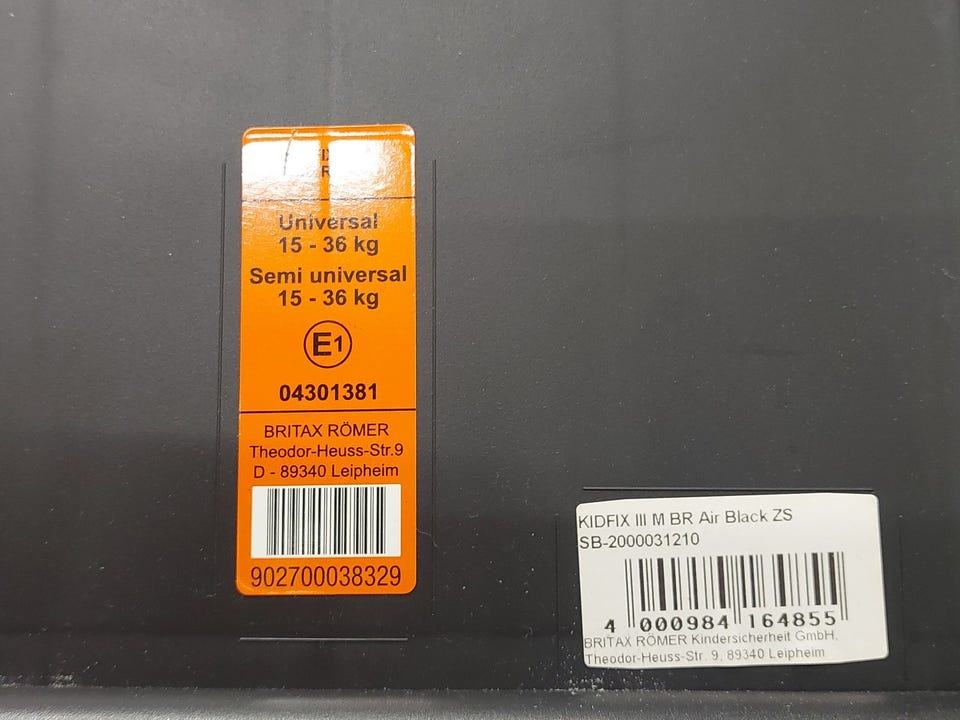 Universal
15 - 36 kg
Semi universal
15 - 36 kg
E1
04301381
BRITAX RÖMER
Theodor-Heuss-Str.9
D - 89340 Leipheim
902700038329
KIDFIX III M BR Air Black ZS
SB-2000031210
4 000984 164855
BRITAX RÖMER Kindersicherheit GmbH,
Theodor-Heuss-Str. 9, 89340 Leipheim